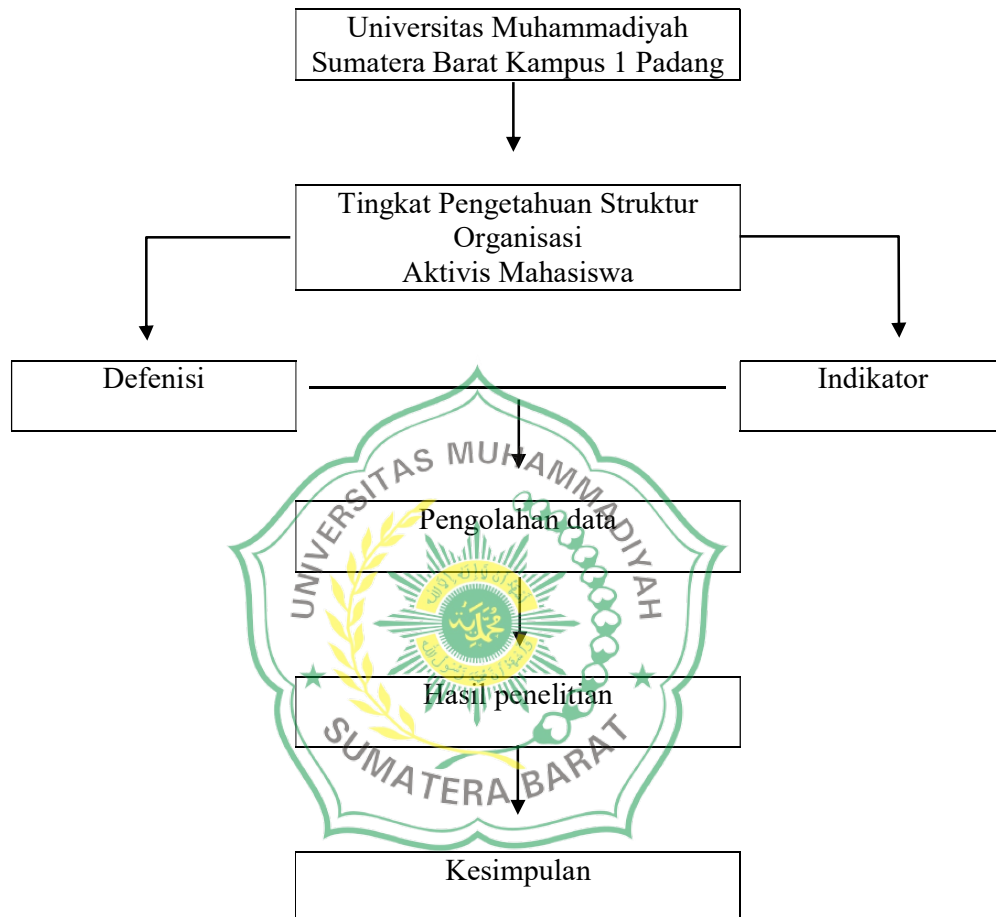 Universitas Muhammadiyah
Sumatera Barat Kampus 1 Padang
Tingkat Pengetahuan Struktur
Organisasi
Aktivis Mahasiswa
Defenisi
Indikator
UNIVERSITAS MUHAMMADIYAH
Pengolahan data
محمدية
Hasil penelitian
SUMATERA BARAT
Kesimpulan